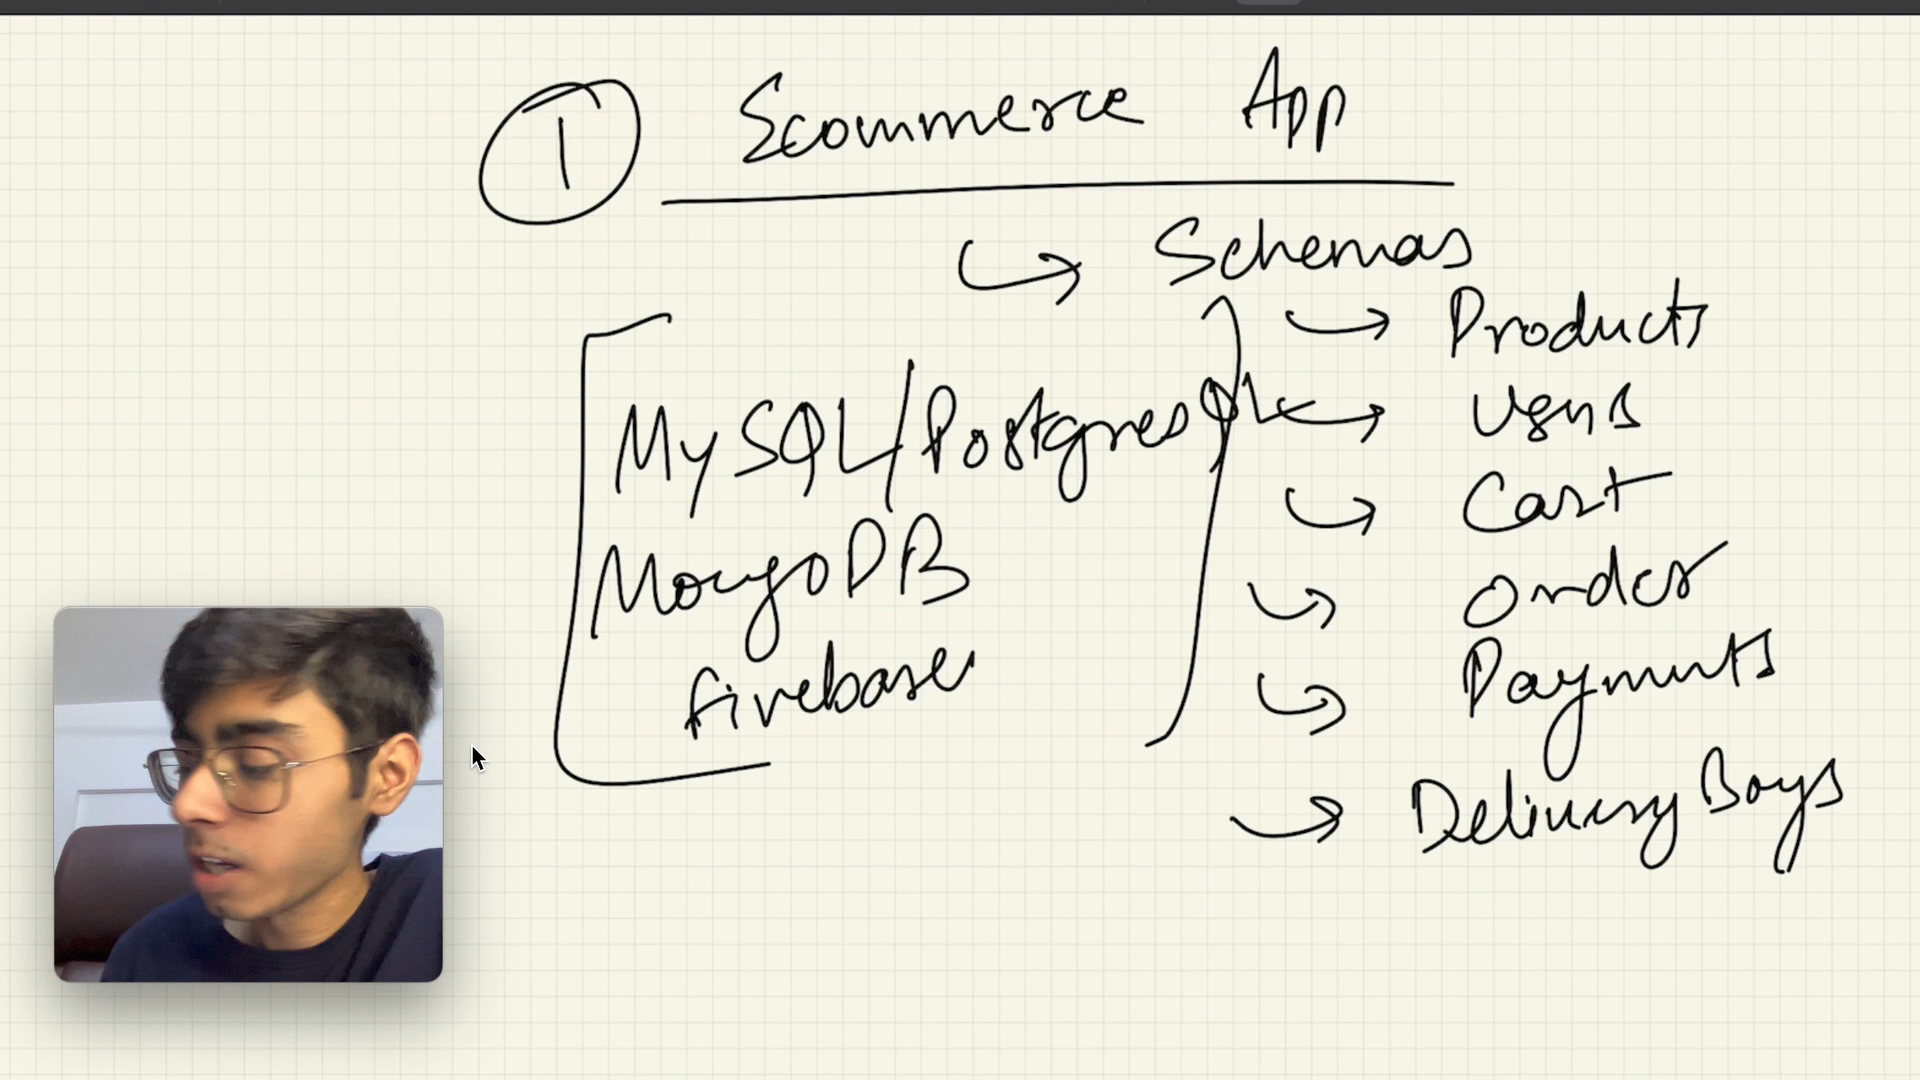 1 Ecommerce App
Schemas
Products
Users
Cart
Order
Payments
Delivery Boys
MySQL/PostgresQL
MongoDB
firebase